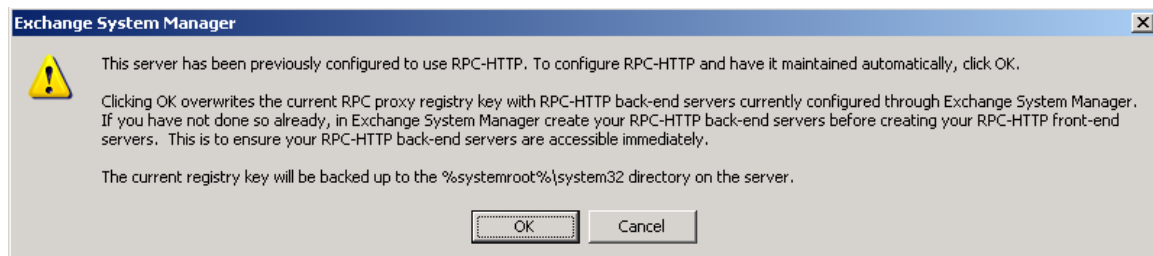 Exchange System Manager
This server has been previously configured to use RPC-HTTP. To configure RPC-HTTP and have it maintained automatically, click OK.
Clicking OK overwrites the current RPC proxy registry key with RPC-HTTP back-end servers currently configured through Exchange System Manager.
If you have not done so already, in Exchange System Manager create your RPC-HTTP back-end servers before creating your RPC-HTTP front-end
servers.  This is to ensure your RPC-HTTP back-end servers are accessible immediately.
The current registry key will be backed up to the %systemroot%\system32 directory on the server.
OK
Cancel